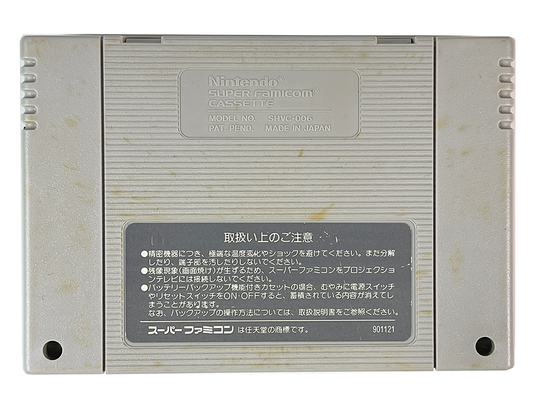 Nintendo®
SUPER Famicom™
CASSETTE
MODEL NO. SHVC-006
PAT. PEND. MADE IN JAPAN
取扱い上のご注意
●精密機器につき、極端な温度変化やショックを避けてください。また分解
したり、端子部を汚したりしないでください。
●残像現象(画面焼け)が生ずるため、スーパーファミコンをプロジェクショ
ンテレビには接続しないでください。
●バッテリーバックアップ機能付きカセットの場合、むやみに電源スイッチ
やリセットスイッチをON・OFFすると、蓄積されている内容が消えてし
まうことがあります。
なお、バックアップの操作方法については、取扱説明書をご参照ください。
スーパーファミコン は任天堂の商標です。 901121